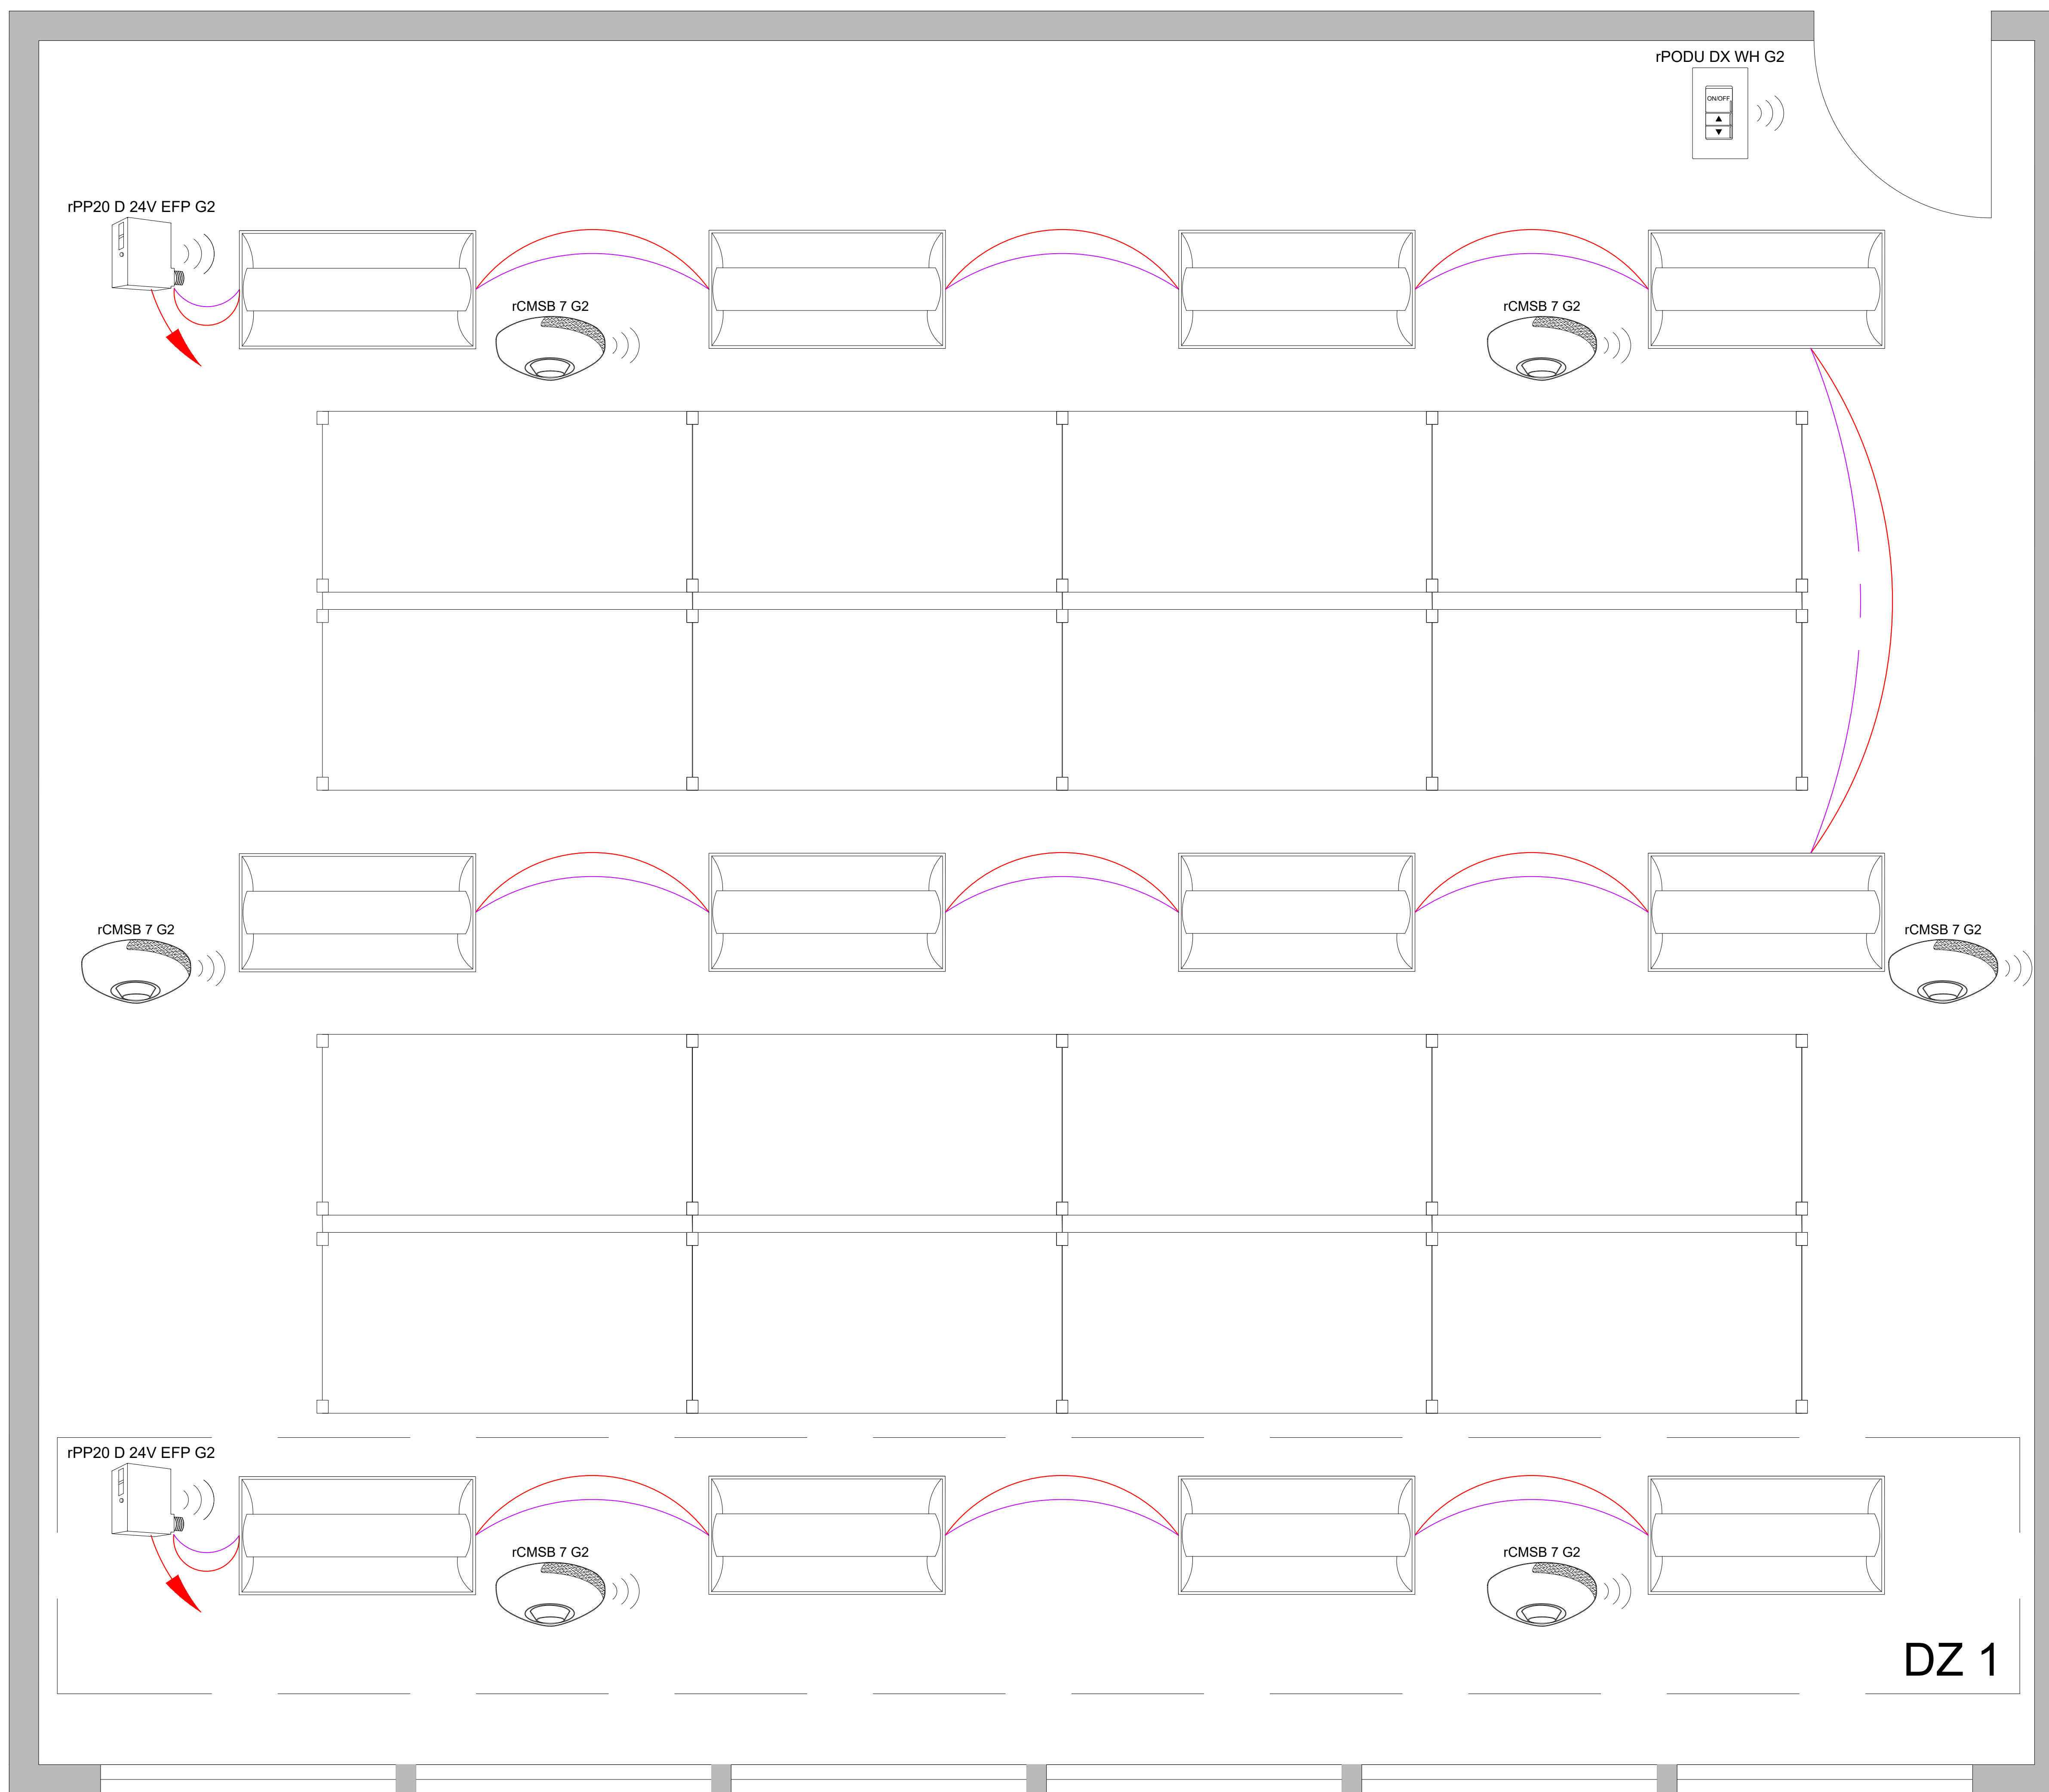 rPODU DX WH G2
ON/OFF
rPP20 D 24V EFP G2
rCMSB 7 G2
rCMSB 7 G2
rCMSB 7 G2
rCMSB 7 G2
rPP20 D 24V EFP G2
rCMSB 7 G2
rCMSB 7 G2
DZ 1